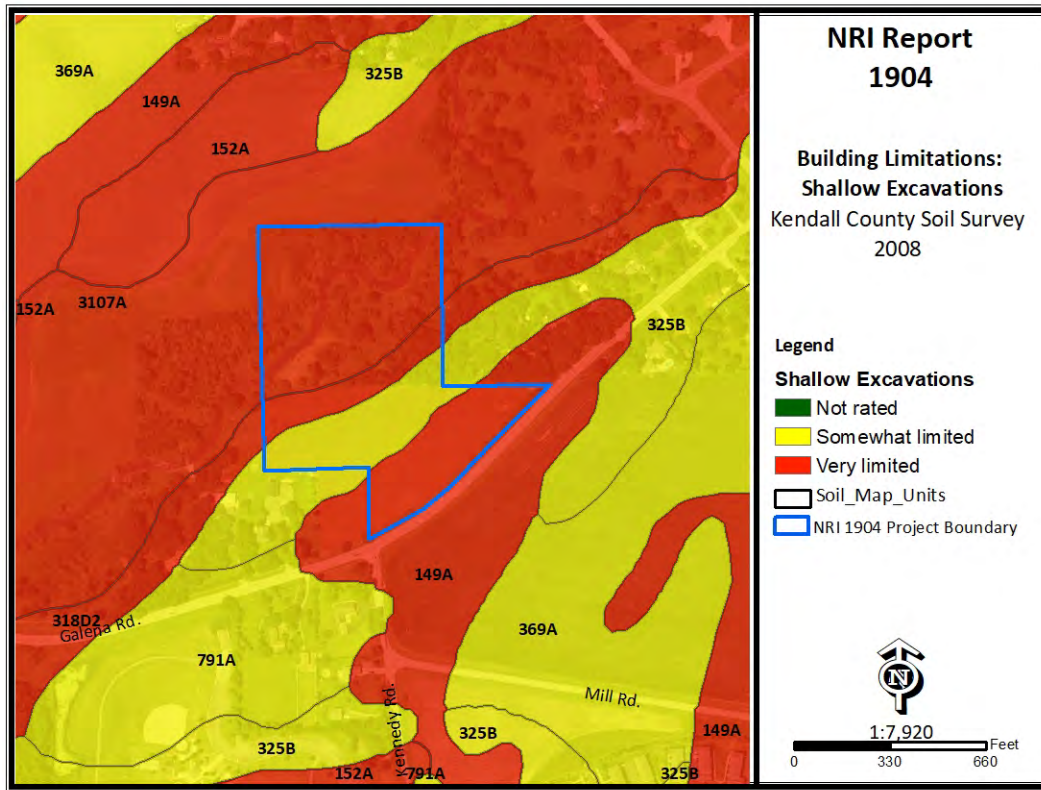 369A
325B
149A
152A
152A
3107A
325B
149A
318D2
Galena Rd.
369A
791A
Mill Rd.
Kennedy Rd.
149A
325B
325B
152A
791A
325B
NRI Report
1904
Building Limitations:
Shallow Excavations
Kendall County Soil Survey
2008
Legend
Shallow Excavations
Not rated
Somewhat limited
Very limited
Soil_Map_Units
NRI 1904 Project Boundary
N
1:7,920
Feet
0 330 660